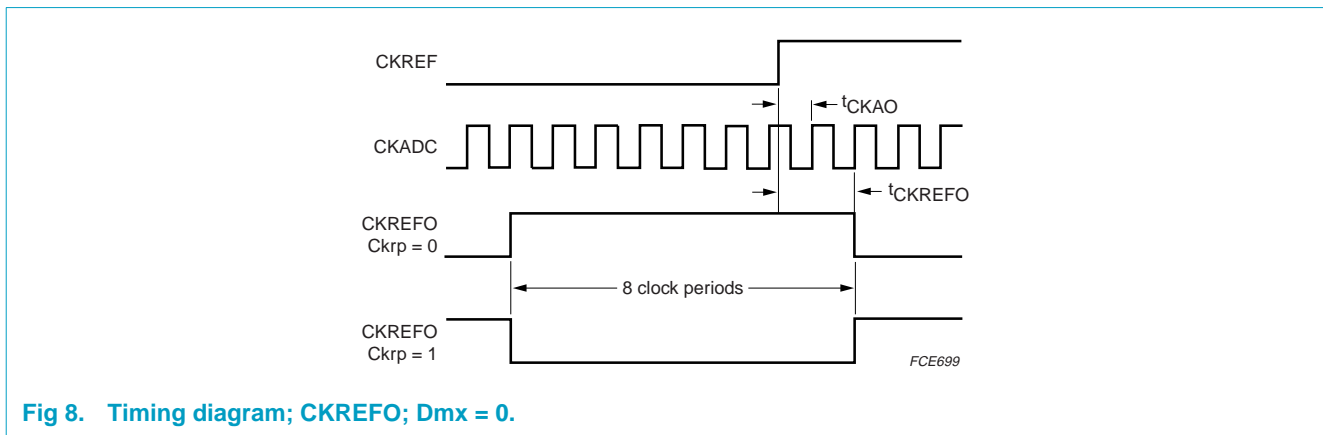 CKREF
tCKAO
CKADC
tCKREFO
CKREFO
Ckrp = 0
8 clock periods
CKREFO
Ckrp = 1
FCE699
Fig 8. Timing diagram; CKREFO; Dmx = 0.